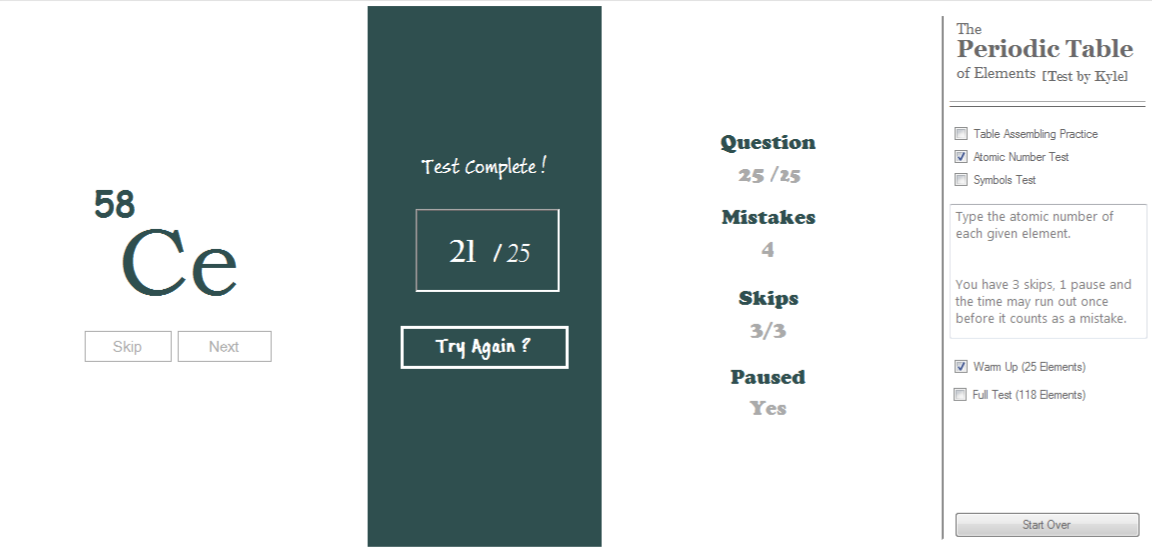 58
Ce
Skip
Next
Test Complete !
21 / 25
Try Again ?
Question
25 /25
Mistakes
4
Skips
3/3
Paused
Yes
The
Periodic Table
of Elements [Test by Kyle]
Table Assembling Practice
Atomic Number Test
Symbols Test
Type the atomic number of
each given element.
You have 3 skips, 1 pause and
the time may run out once
before it counts as a mistake.
Warm Up (25 Elements)
Full Test (118 Elements)
Start Over